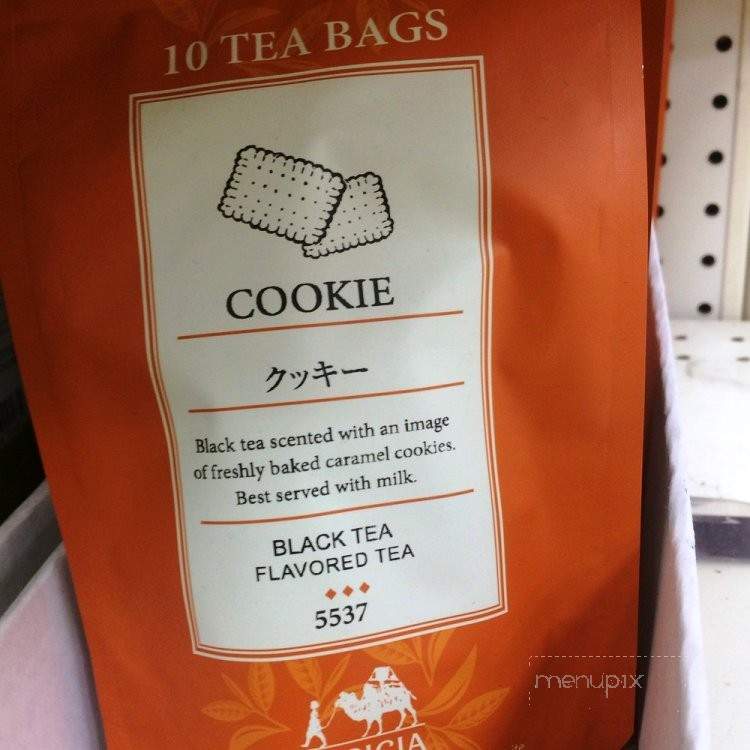 10 TEA BAGS
COOKIE
クッキー
Black tea scented with an image
of freshly baked caramel cookies.
Best served with milk.
BLACK TEA
FLAVORED TEA
5537
menupix